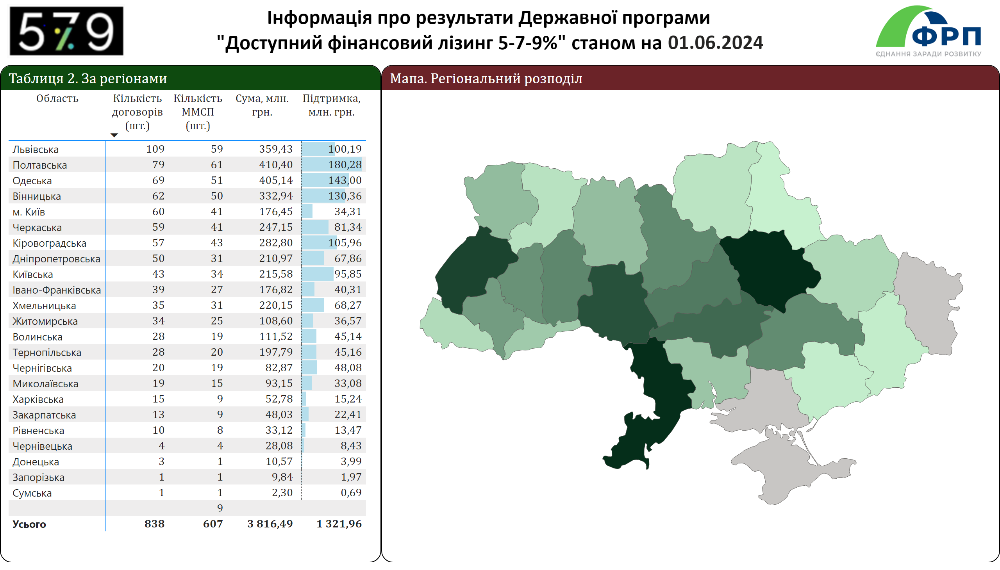 5 7 9
Інформація про результати Державної програми
"Доступний фінансовий лізинг 5-7-9%" станом на 01.06.2024
ФРП
ЄДНАННЯ ЗАРАДИ РОЗВИТКУ
Таблиця 2. За регіонами
Область Кількість договорів (шт.) Кількість ММСП (шт.) Сума, млн. грн. Підтримка, млн. грн.
Львівська 109 59 359,43 100,19
Полтавська 79 61 410,40 180,28
Одеська 69 51 405,14 143,00
Вінницька 62 50 332,94 130,36
м. Київ 60 41 176,45 34,31
Черкаська 59 41 247,15 81,34
Кіровоградська 57 43 282,80 105,96
Дніпропетровська 50 31 210,97 67,86
Київська 43 34 215,58 95,85
Івано-Франківська 39 27 176,82 40,31
Хмельницька 35 31 220,15 68,27
Житомирська 34 25 108,60 36,57
Волинська 28 19 111,52 45,14
Тернопільська 28 20 197,79 45,16
Чернігівська 20 19 82,87 48,08
Миколаївська 19 15 93,15 33,08
Харківська 15 9 52,78 15,24
Закарпатська 13 9 48,03 22,41
Рівненська 10 8 33,12 13,47
Чернівецька 4 4 28,08 8,43
Донецька 3 1 10,57 3,99
Запорізька 1 1 9,84 1,97
Сумська 1 1 2,30 0,69
9
Усього 838 607 3 816,49 1 321,96
Мапа. Регіональний розподіл